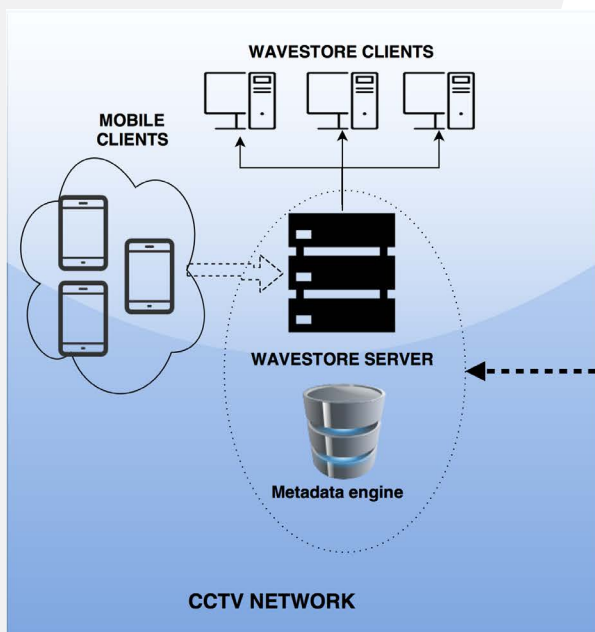 WAVESTORE CLIENTS
MOBILE
CLIENTS
WAVESTORE SERVER
Metadata engine
CCTV NETWORK